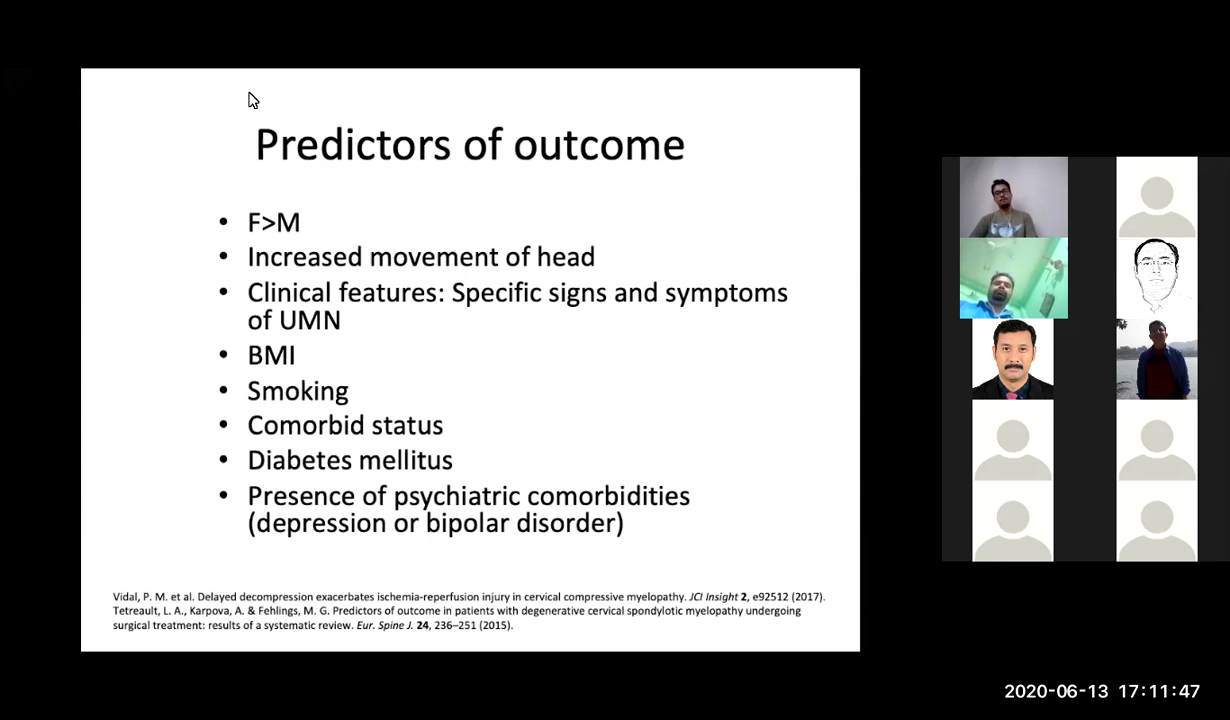 Predictors of outcome
• F>M
• Increased movement of head
• Clinical features: Specific signs and symptoms
of UMN
• BMI
• Smoking
• Comorbid status
• Diabetes mellitus
• Presence of psychiatric comorbidities
(depression or bipolar disorder)
Vidal, P. M. et al. Delayed decompression exacerbates ischemia-reperfusion injury in cervical compressive myelopathy. JCI Insight 2, e92512 (2017).
Tetreault, L. A., Karpova, A. & Fehlings, M. G. Predictors of outcome in patients with degenerative cervical spondylotic myelopathy undergoing
surgical treatment: results of a systematic review. Eur. Spine J. 24, 236–251 (2015).
2020-06-13 17:11:47